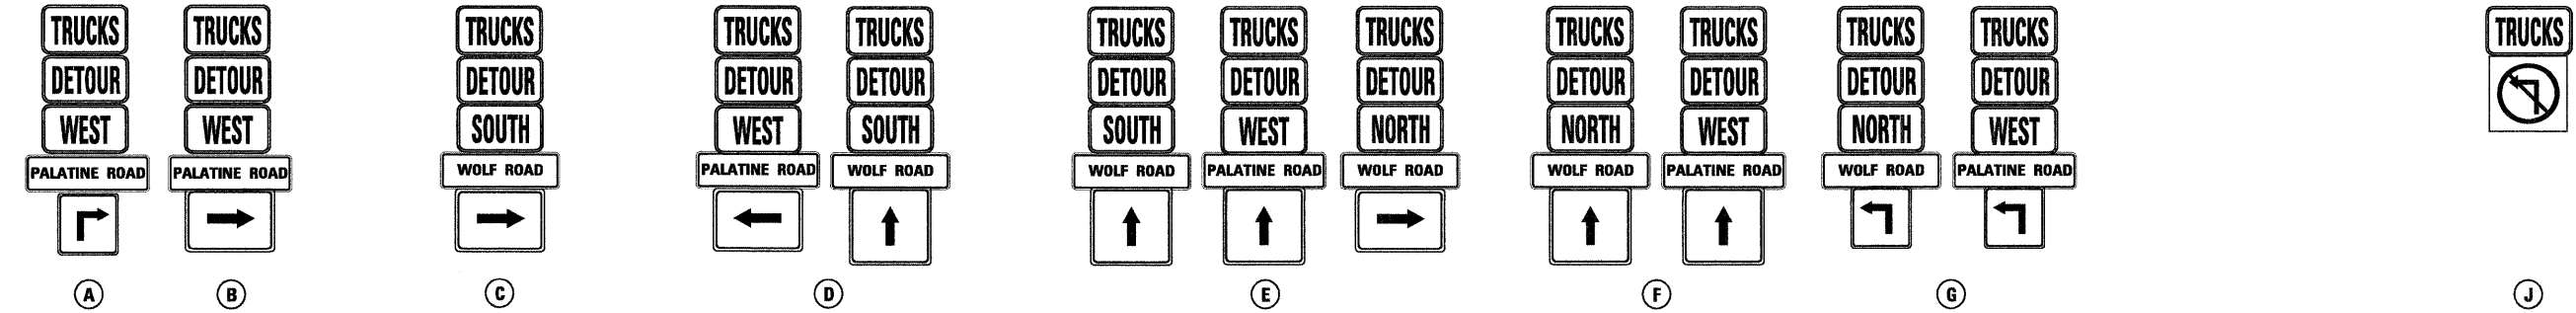 TRUCKS TRUCKS TRUCKS TRUCKS TRUCKS TRUCKS TRUCKS TRUCKS TRUCKS TRUCKS TRUCKS TRUCKS TRUCKS
DETOUR DETOUR DETOUR DETOUR DETOUR DETOUR DETOUR DETOUR DETOUR DETOUR DETOUR DETOUR
WEST WEST SOUTH WEST SOUTH SOUTH WEST NORTH NORTH WEST NORTH WEST
PALATINE ROAD PALATINE ROAD WOLF ROAD PALATINE ROAD WOLF ROAD WOLF ROAD PALATINE ROAD WOLF ROAD WOLF ROAD PALATINE ROAD WOLF ROAD PALATINE ROAD
A B C D E F G J